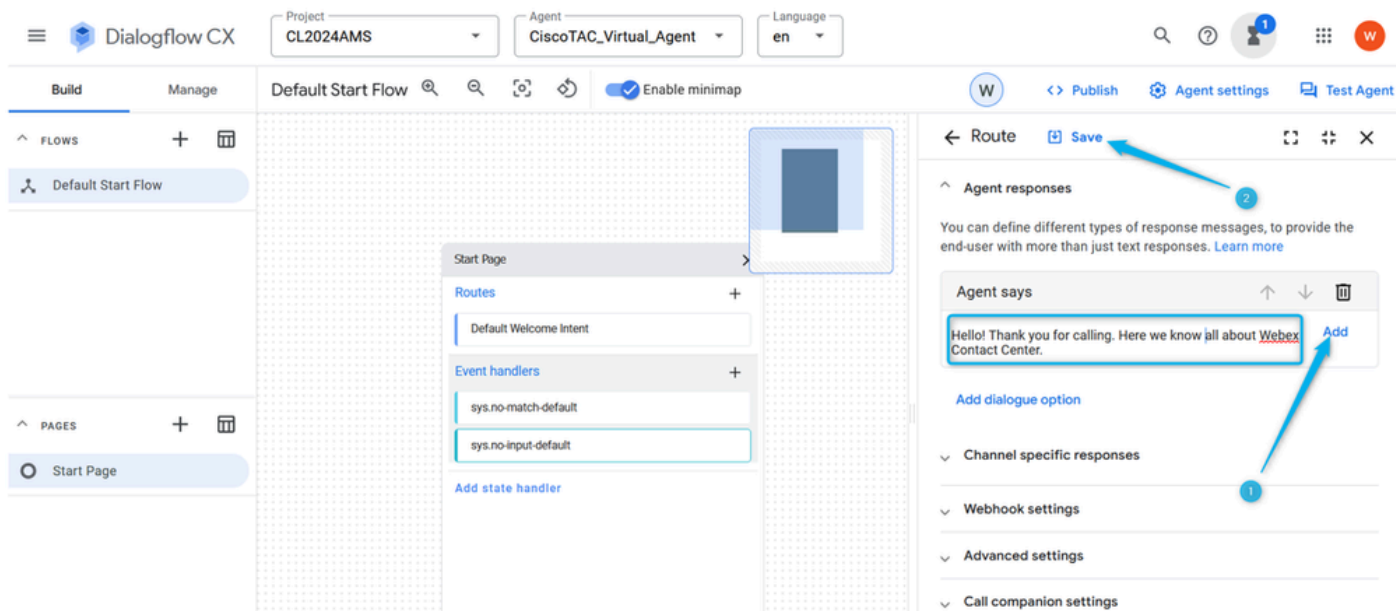 Dialogflow CX
Project
CL2024AMS
Agent
CiscoTAC_Virtual_Agent
Language
en
1
W
Build
Manage
Default Start Flow
Enable minimap
W
<> Publish
Agent settings
Test Agent
FLOWS
Default Start Flow
PAGES
Start Page
Start Page
Routes
Default Welcome Intent
Event handlers
sys.no-match-default
sys.no-input-default
Add state handler
Route
Save
2
Agent responses
You can define different types of response messages, to provide the
end-user with more than just text responses. Learn more
Agent says
Hello! Thank you for calling. Here we know all about Webex
Contact Center.
Add
Add dialogue option
Channel specific responses
1
Webhook settings
Advanced settings
Call companion settings